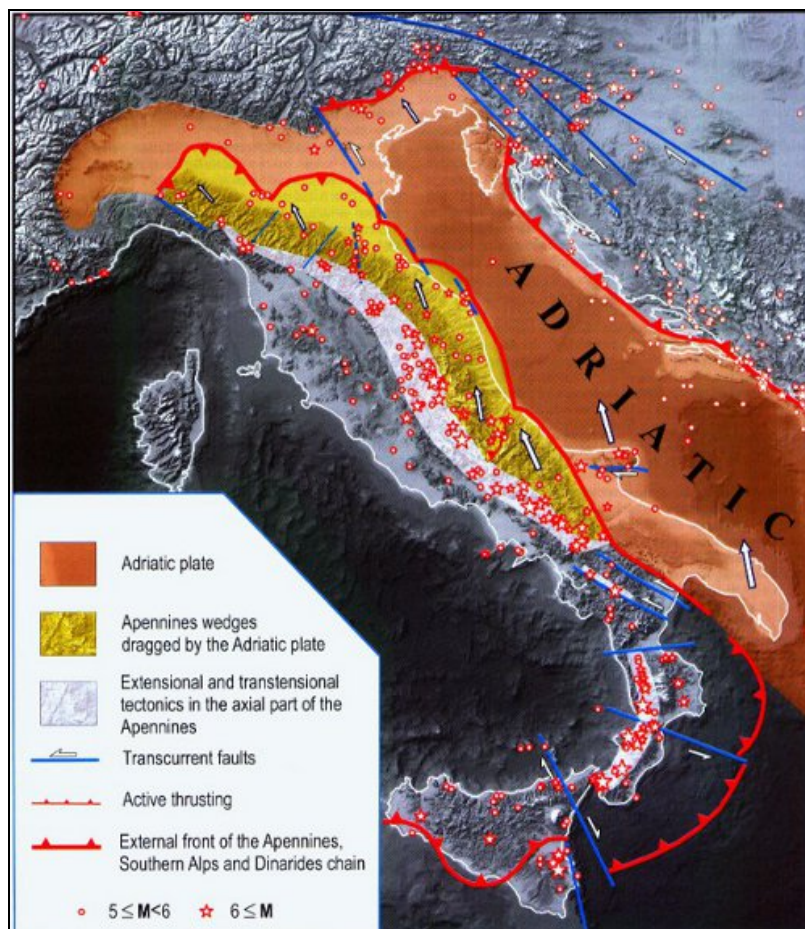 ADRIATIC
Adriatic plate
Apennines wedges
dragged by the Adriatic plate
Extensional and transtensional
tectonics in the axial part of the
Apennines
Transcurrent faults
Active thrusting
External front of the Apennines,
Southern Alps and Dinarides chain
5 ≤ M<6
6 ≤ M